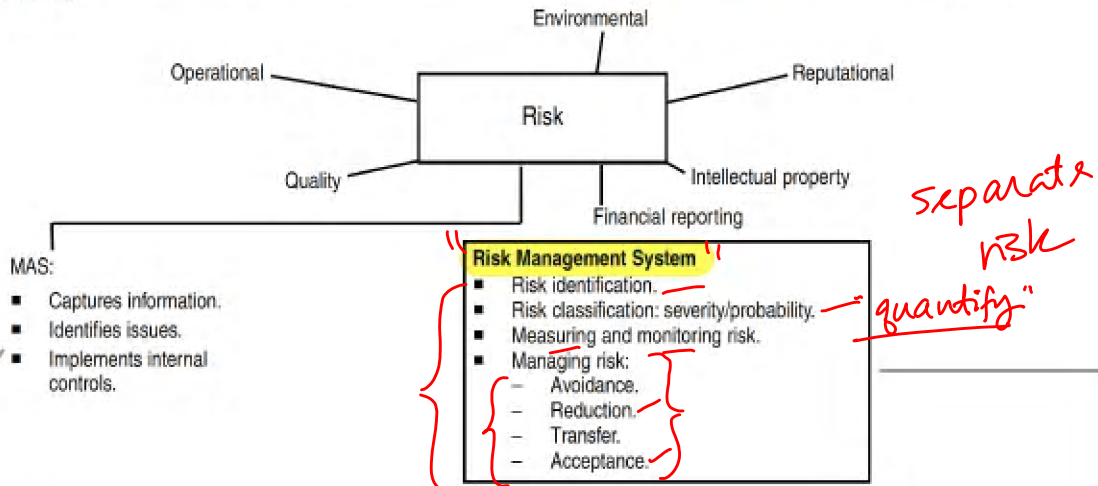 Environmental
Operational
Reputational
Risk
Quality
Intellectual property
Financial reporting
separate
risk
MAS:
■ Captures information.
■ Identifies issues.
■ Implements internal
controls.
" Risk Management System "
■ Risk identification.
■ Risk classification: severity/probability.
"quantify"
■ Measuring and monitoring risk.
■ Managing risk:
– Avoidance.
– Reduction.
– Transfer.
– Acceptance.